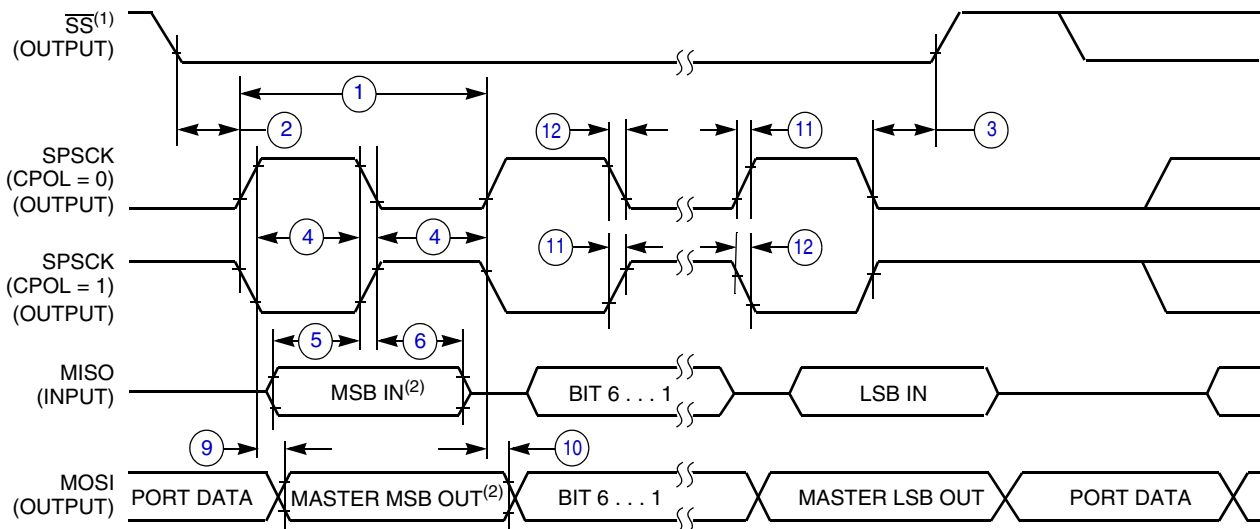 SS(1)
(OUTPUT)
1
2
12
11
3
SPSCK
(CPOL = 0)
(OUTPUT)
4
4
11
12
SPSCK
(CPOL = 1)
(OUTPUT)
5
6
MISO
(INPUT)
MSB IN(2)
BIT 6 . . . 1
LSB IN
9
10
MOSI
(OUTPUT)
PORT DATA
MASTER MSB OUT(2)
BIT 6 . . . 1
MASTER LSB OUT
PORT DATA